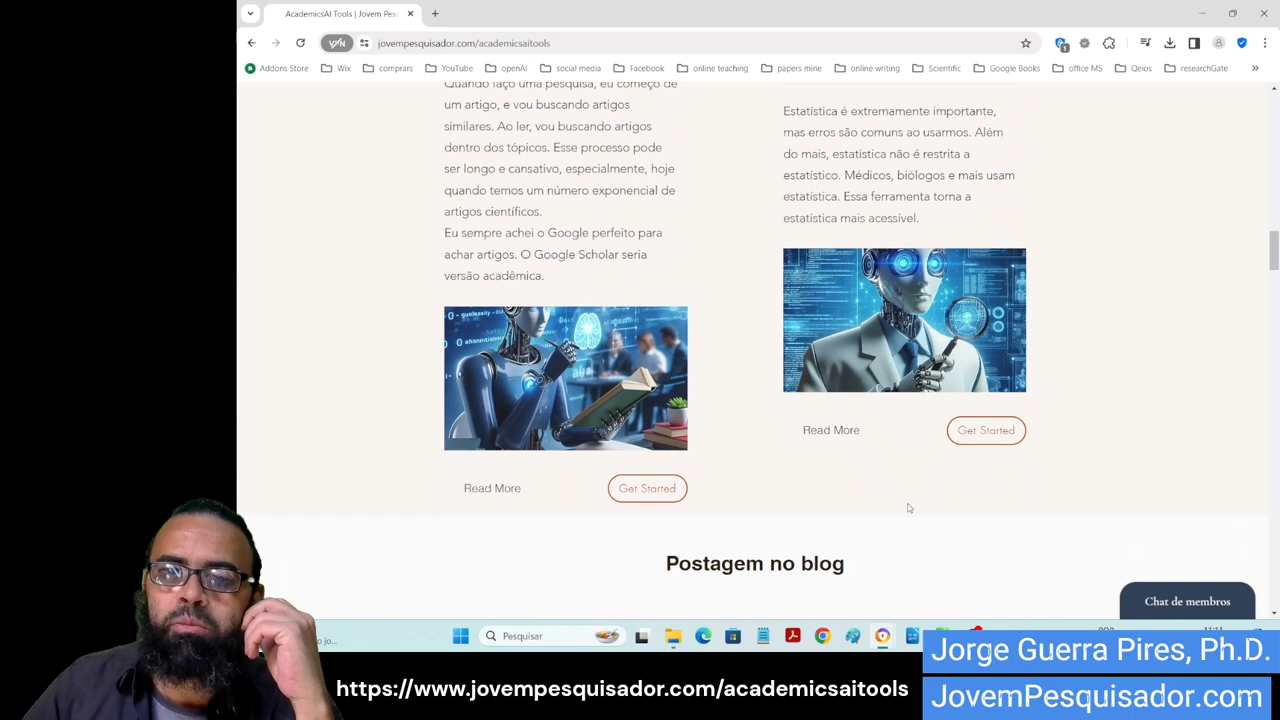 AcademicsAI Tools | Jovem Pes
jovempesquisador.com/academicsaitools
1
Addons Store
Wix
comprars
YouTube
openAI
social media
Facebook
online teaching
papers mine
online writing
Scientific
Google Books
office MS
Qeios
researchGate
»
Quando faço uma pesquisa, eu começo de
um artigo, e vou buscando artigos
similares. Ao ler, vou buscando artigos
dentro dos tópicos. Esse processo pode
ser longo e cansativo, especialmente, hoje
quando temos um número exponencial de
artigos científicos.
Eu sempre achei o Google perfeito para
achar artigos. O Google Scholar seria
versão acadêmica.
Read More
Get Started
Estatística é extremamente importante,
mas erros são comuns ao usarmos. Além
do mais, estatística não é restrita a
estatístico. Médicos, biólogos e mais usam
estatística. Essa ferramenta torna a
estatística mais acessível.
Read More
Get Started
Postagem no blog
Chat de membros
Pesquisar
Jorge Guerra Pires, Ph.D.
https://www.jovempesquisador.com/academicsaitools
JovemPesquisador.com